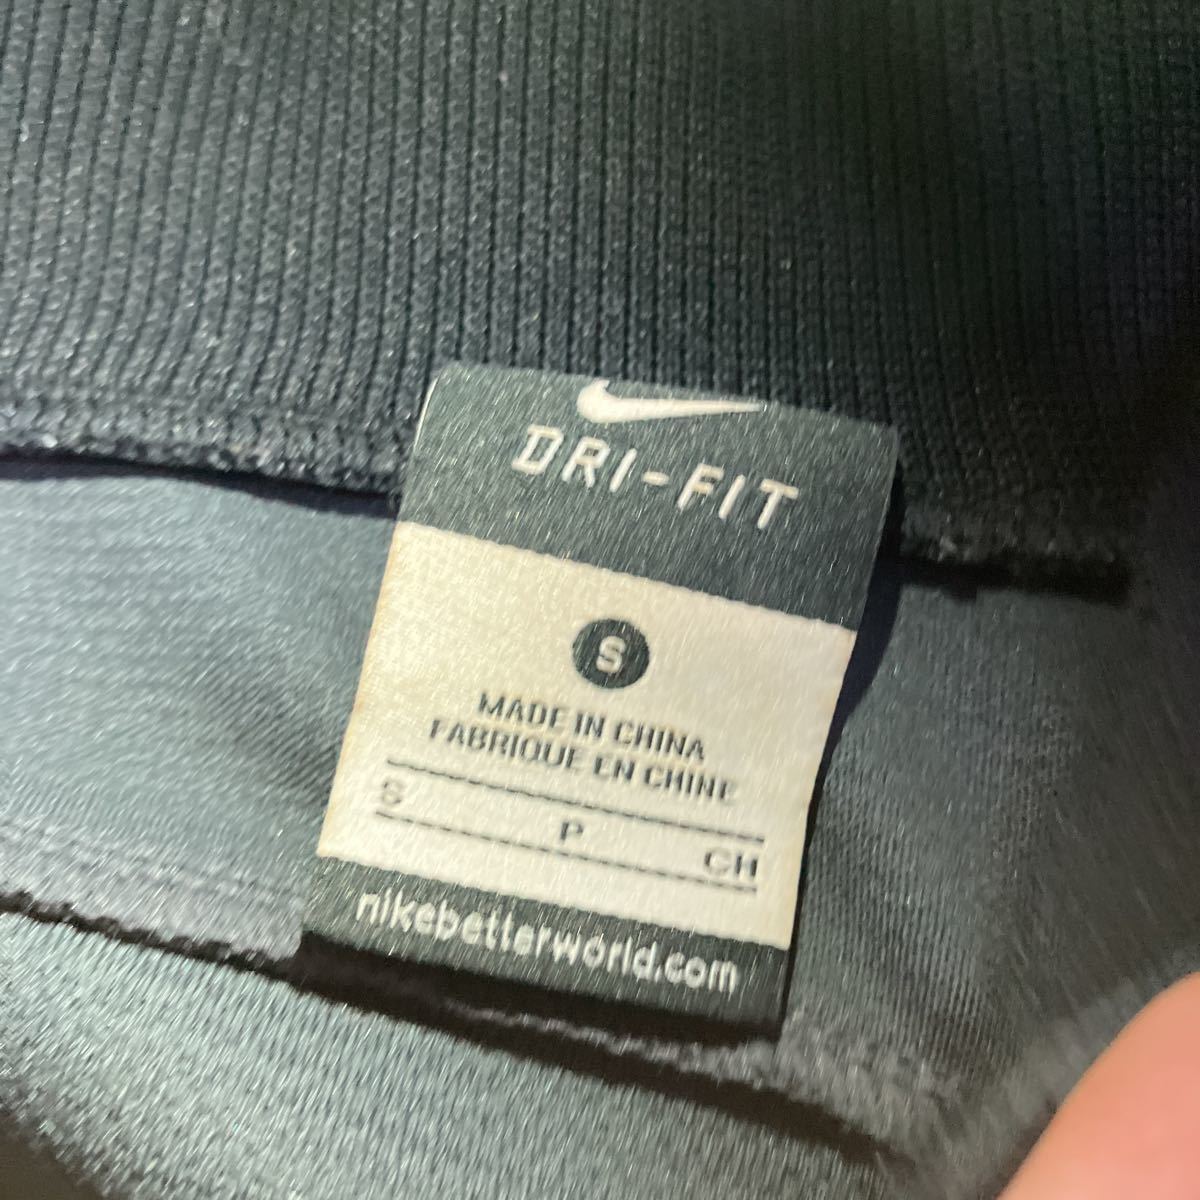 DRI-FIT
S
MADE IN CHINA
FABRIQUE EN CHINE
S
P
CH
nikebetterworld.com